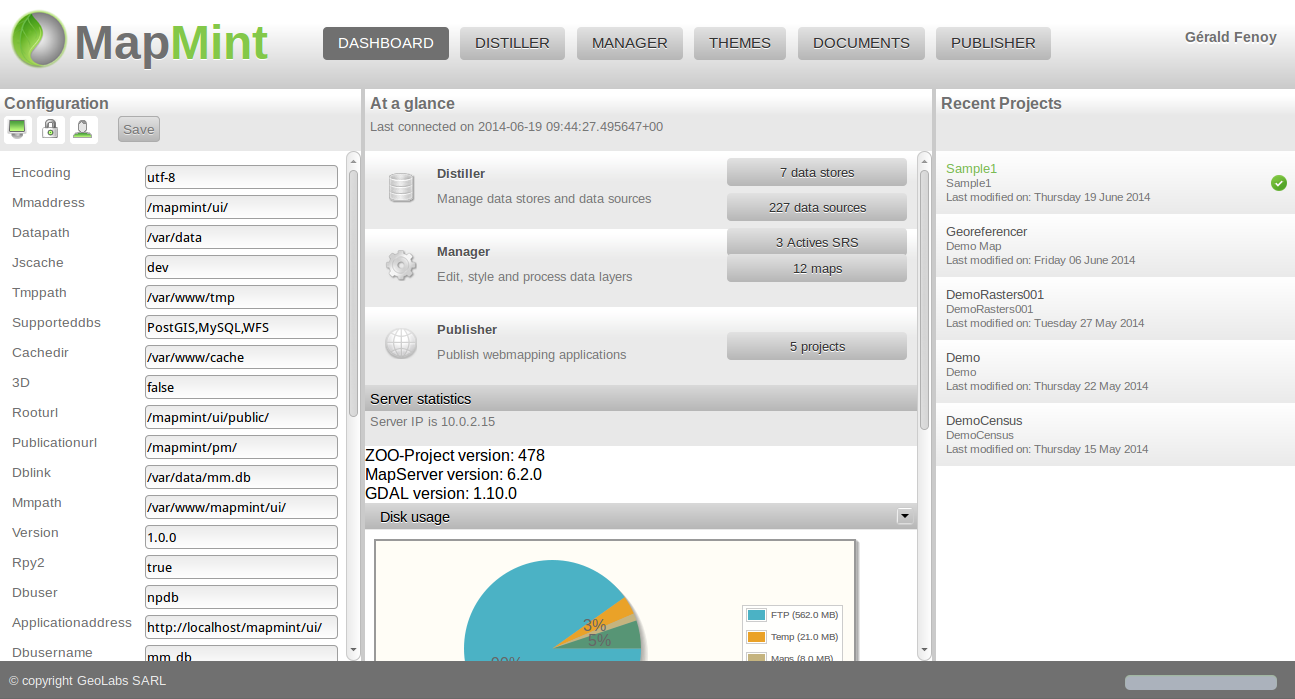 MapMint
DASHBOARD
DISTILLER
MANAGER
THEMES
DOCUMENTS
PUBLISHER
Gérald Fenoy
Configuration
Save
Encoding utf-8
Mmaddress /mapmint/ui/
Datapath /var/data
Jscache dev
Tmppath /var/www/tmp
Supporteddbs PostGIS,MySQL,WFS
Cachedir /var/www/cache
3D false
Rooturl /mapmint/ui/public/
Publicationurl /mapmint/pm/
Dblink /var/data/mm.db
Mmpath /var/www/mapmint/ui/
Version 1.0.0
Rpy2 true
Dbuser npdb
Applicationaddress http://localhost/mapmint/ui/
Dbusername mm_db
At a glance
Last connected on 2014-06-19 09:44:27.495647+00
Distiller
Manage data stores and data sources
7 data stores
227 data sources
Manager
Edit, style and process data layers
3 Actives SRS
12 maps
Publisher
Publish webmapping applications
5 projects
Server statistics
Server IP is 10.0.2.15
ZOO-Project version: 478
MapServer version: 6.2.0
GDAL version: 1.10.0
Disk usage
3%
5%
FTP (562.0 MB)
Temp (21.0 MB)
Maps (8.0 MB)
Recent Projects
Sample1
Sample1
Last modified on: Thursday 19 June 2014
Georeferencer
Demo Map
Last modified on: Friday 06 June 2014
DemoRasters001
DemoRasters001
Last modified on: Tuesday 27 May 2014
Demo
Demo
Last modified on: Thursday 22 May 2014
DemoCensus
DemoCensus
Last modified on: Thursday 15 May 2014
© copyright GeoLabs SARL